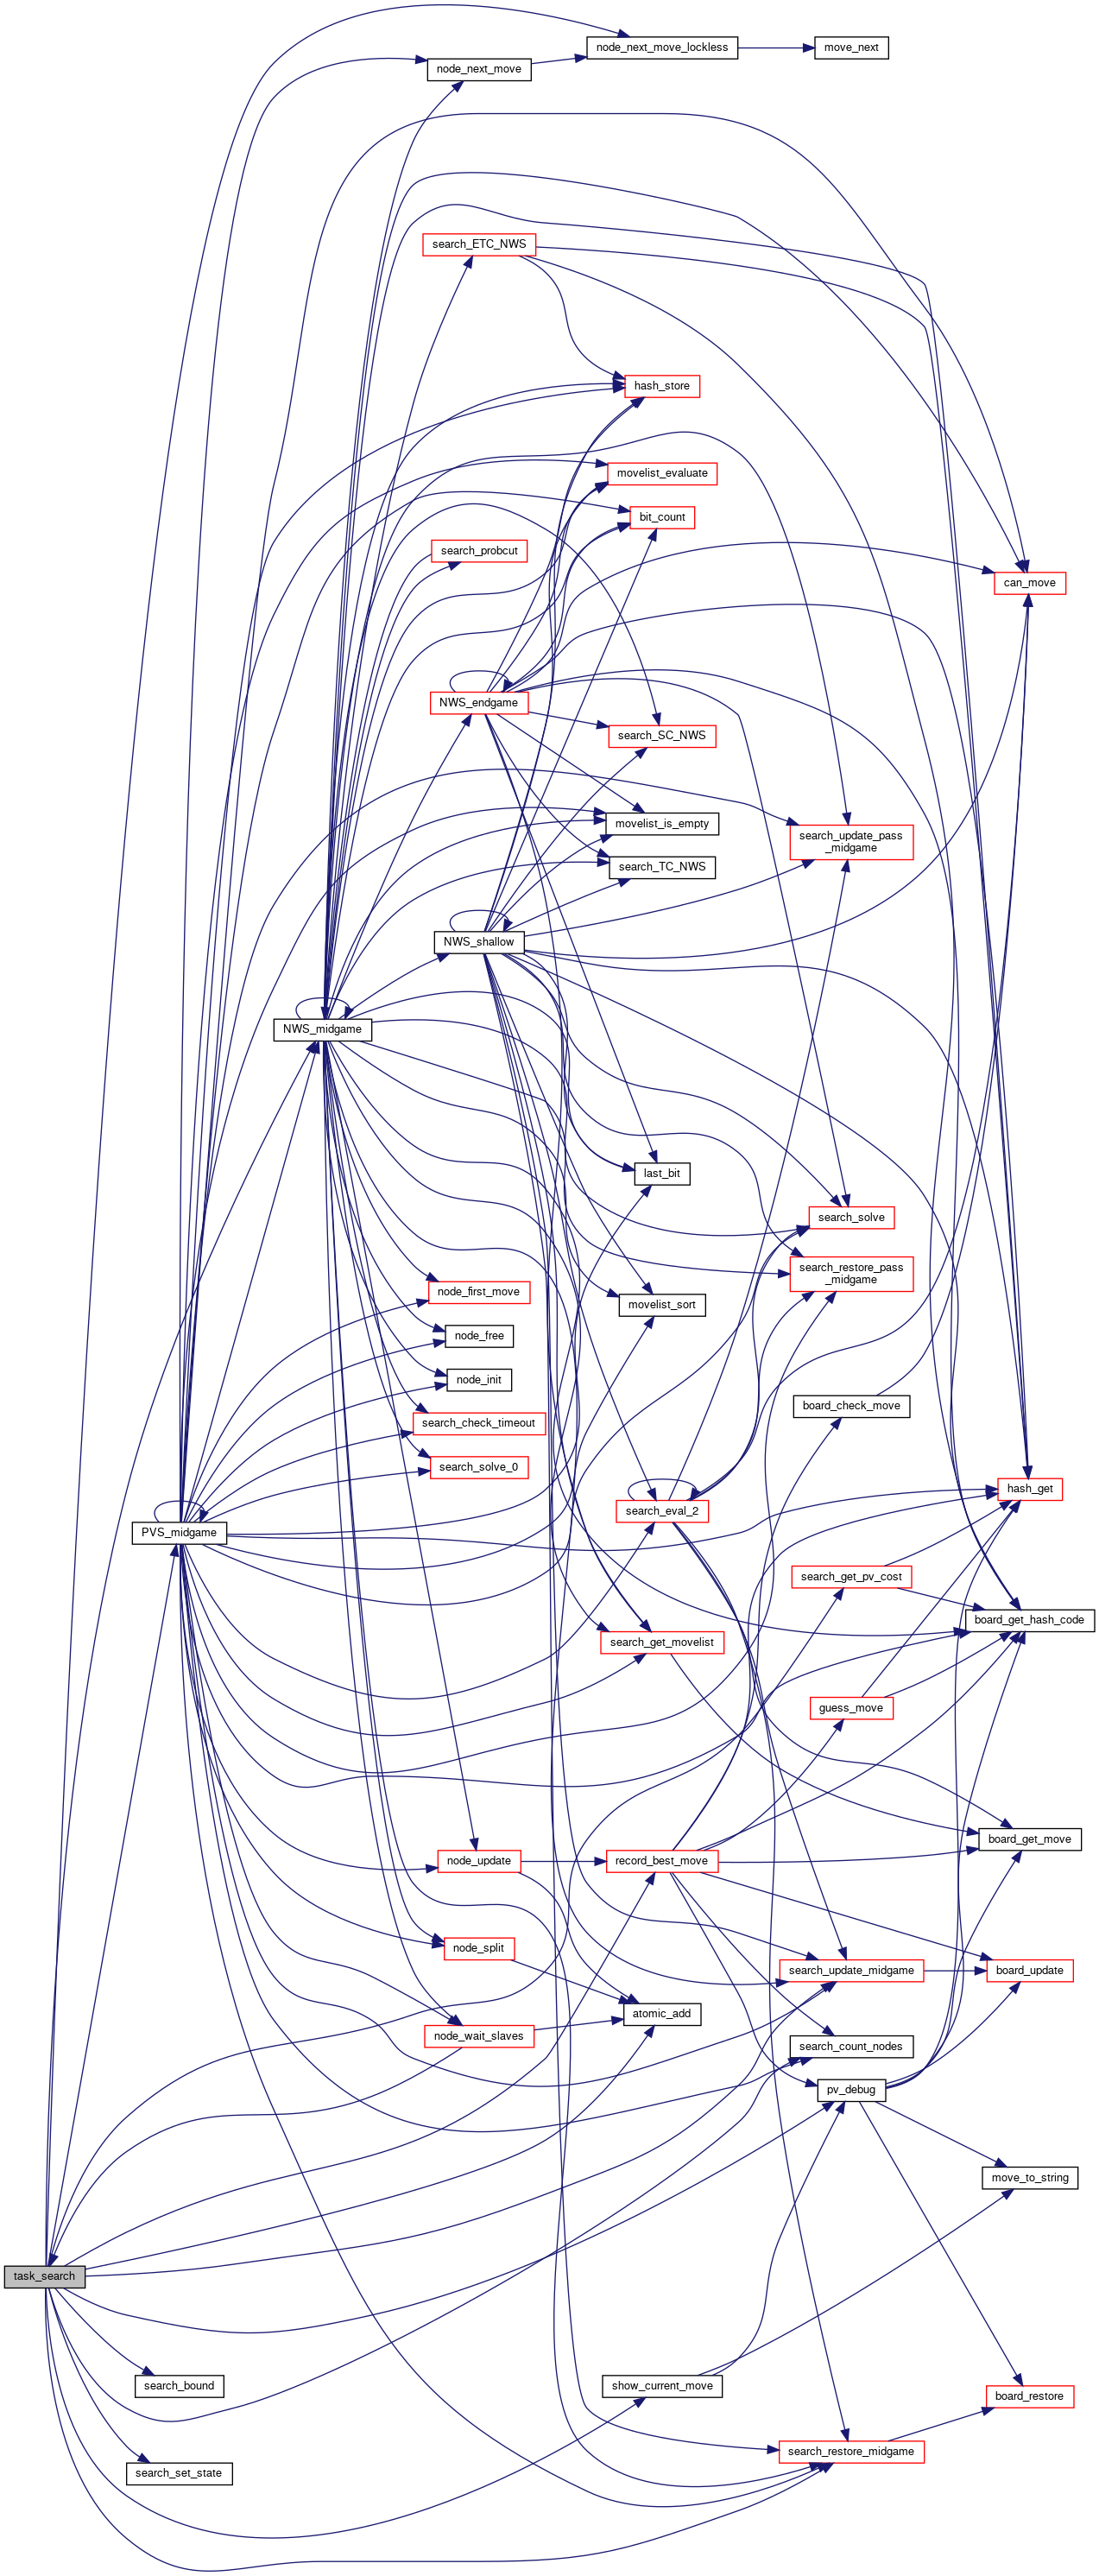 node_next_move_lockless
move_next
node_next_move
search_ETC_NWS
hash_store
movelist_evaluate
bit_count
search_probcut
can_move
NWS_endgame
search_SC_NWS
movelist_is_empty
search_update_pass
_midgame
search_TC_NWS
NWS_shallow
NWS_midgame
last_bit
search_solve
search_restore_pass
_midgame
node_first_move
movelist_sort
node_free
node_init
board_check_move
search_check_timeout
search_solve_0
hash_get
search_eval_2
PVS_midgame
search_get_pv_cost
board_get_hash_code
search_get_movelist
guess_move
board_get_move
node_update
record_best_move
node_split
search_update_midgame
board_update
atomic_add
node_wait_slaves
search_count_nodes
pv_debug
move_to_string
task_search
search_bound
show_current_move
board_restore
search_restore_midgame
search_set_state